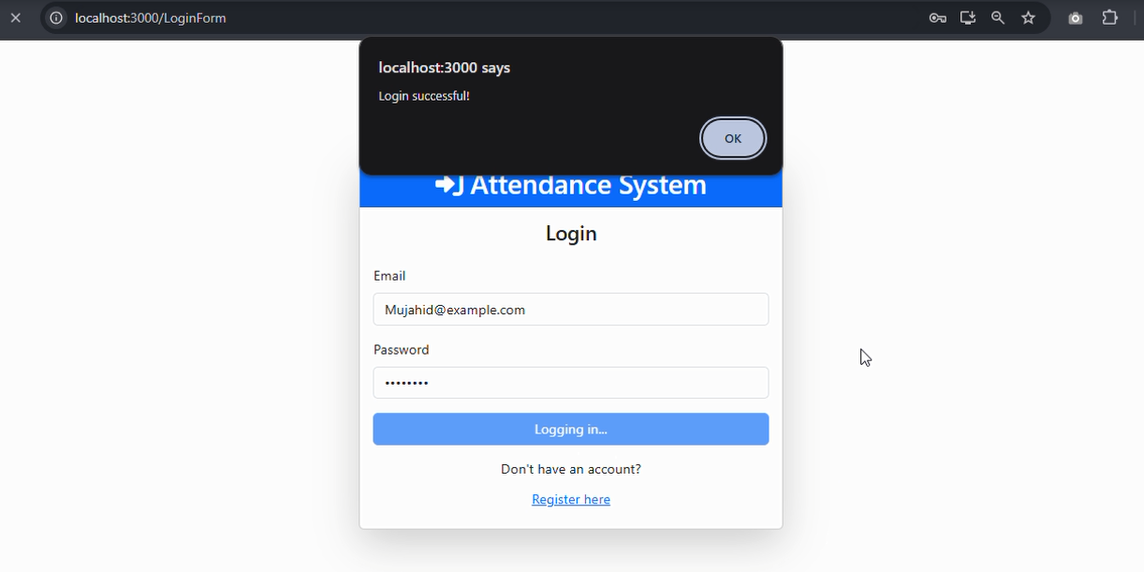 localhost:3000/LoginForm
localhost:3000 says
Login successful!
OK
Attendance System
Login
Email
Mujahid@example.com
Password
••••••••
Logging in...
Don't have an account?
Register here